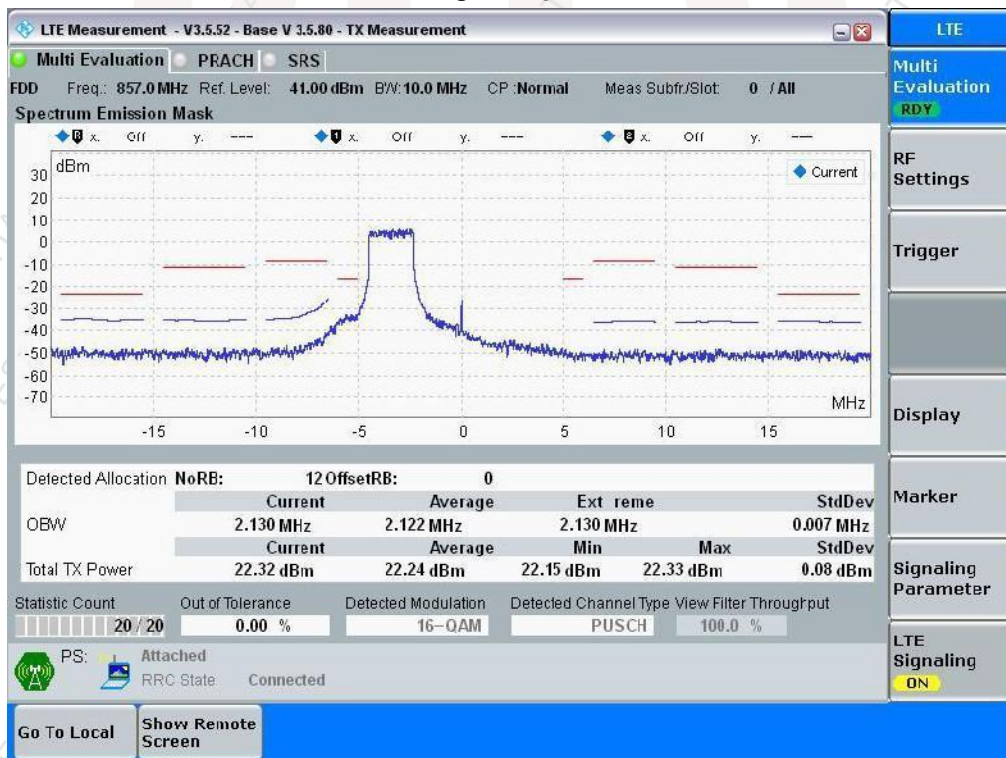 LTE Measurement - V3.5.52 - Base V 3.5.80 - TX Measurement
LTE
Multi Evaluation PRACH SRS
FDD Freq.: 857.0 MHz Ref. Level: 41.00 dBm BW: 10.0 MHz CP :Normal Meas Subfr./Slot: 0 / All
Spectrum Emission Mask
x. Off y. --- 1 x. Off y. --- 2 x. Off y. ---
dBm
Current
30
20
10
0
-10
-20
-30
-40
-50
-60
-70
MHz
-15 -10 -5 0 5 10 15
Detected Allocation NoRB: 12 OffsetRB: 0
Current Average Ext reme StdDev
OBW 2.130 MHz 2.122 MHz 2.130 MHz 0.007 MHz
Current Average Min Max StdDev
Total TX Power 22.32 dBm 22.24 dBm 22.15 dBm 22.33 dBm 0.08 dBm
Statistic Count Out of Tolerance Detected Modulation Detected Channel Type View Filter Throughput
20 / 20 0.00 % 16-QAM PUSCH 100.0 %
PS: Attached
RRC State Connected
Go To Local
Show Remote
Screen
Multi
Evaluation
RDY
RF
Settings
Trigger
Display
Marker
Signaling
Parameter
LTE
Signaling
ON